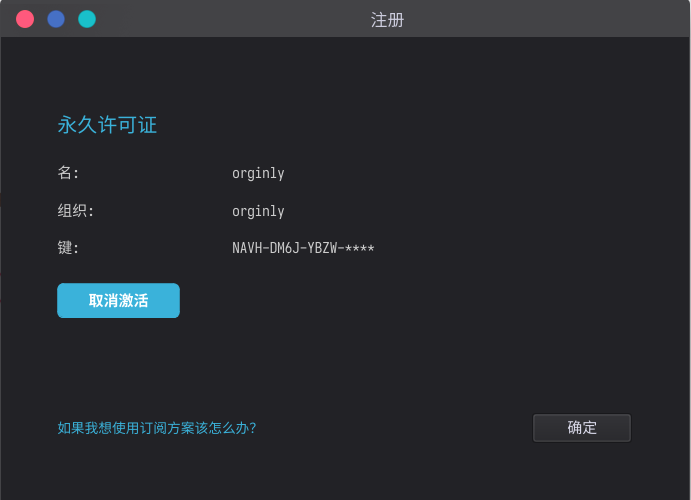 注册
永久许可证
名: orginly
组织: orginly
键: NAVH-DM6J-YBZW-****
取消激活
如果我想使用订阅方案该怎么办?
确定